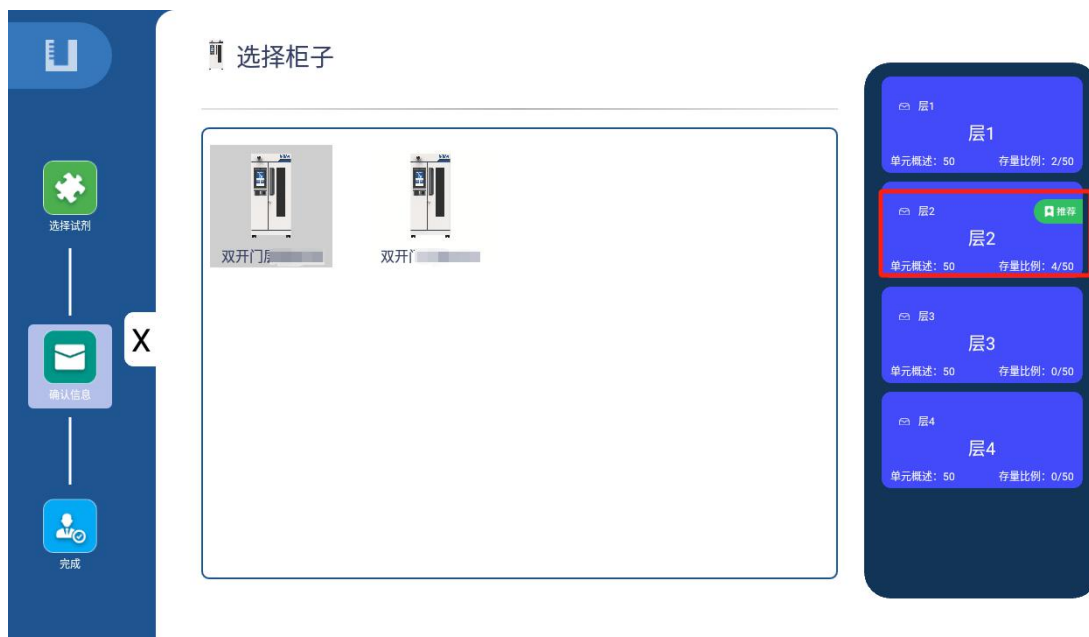 选择柜子
选择试剂
X
确认信息
完成
双开门层
双开门
层1
层1
单元概述：50 存量比例：2/50
层2 推荐
层2
单元概述：50 存量比例：4/50
层3
层3
单元概述：50 存量比例：0/50
层4
层4
单元概述：50 存量比例：0/50